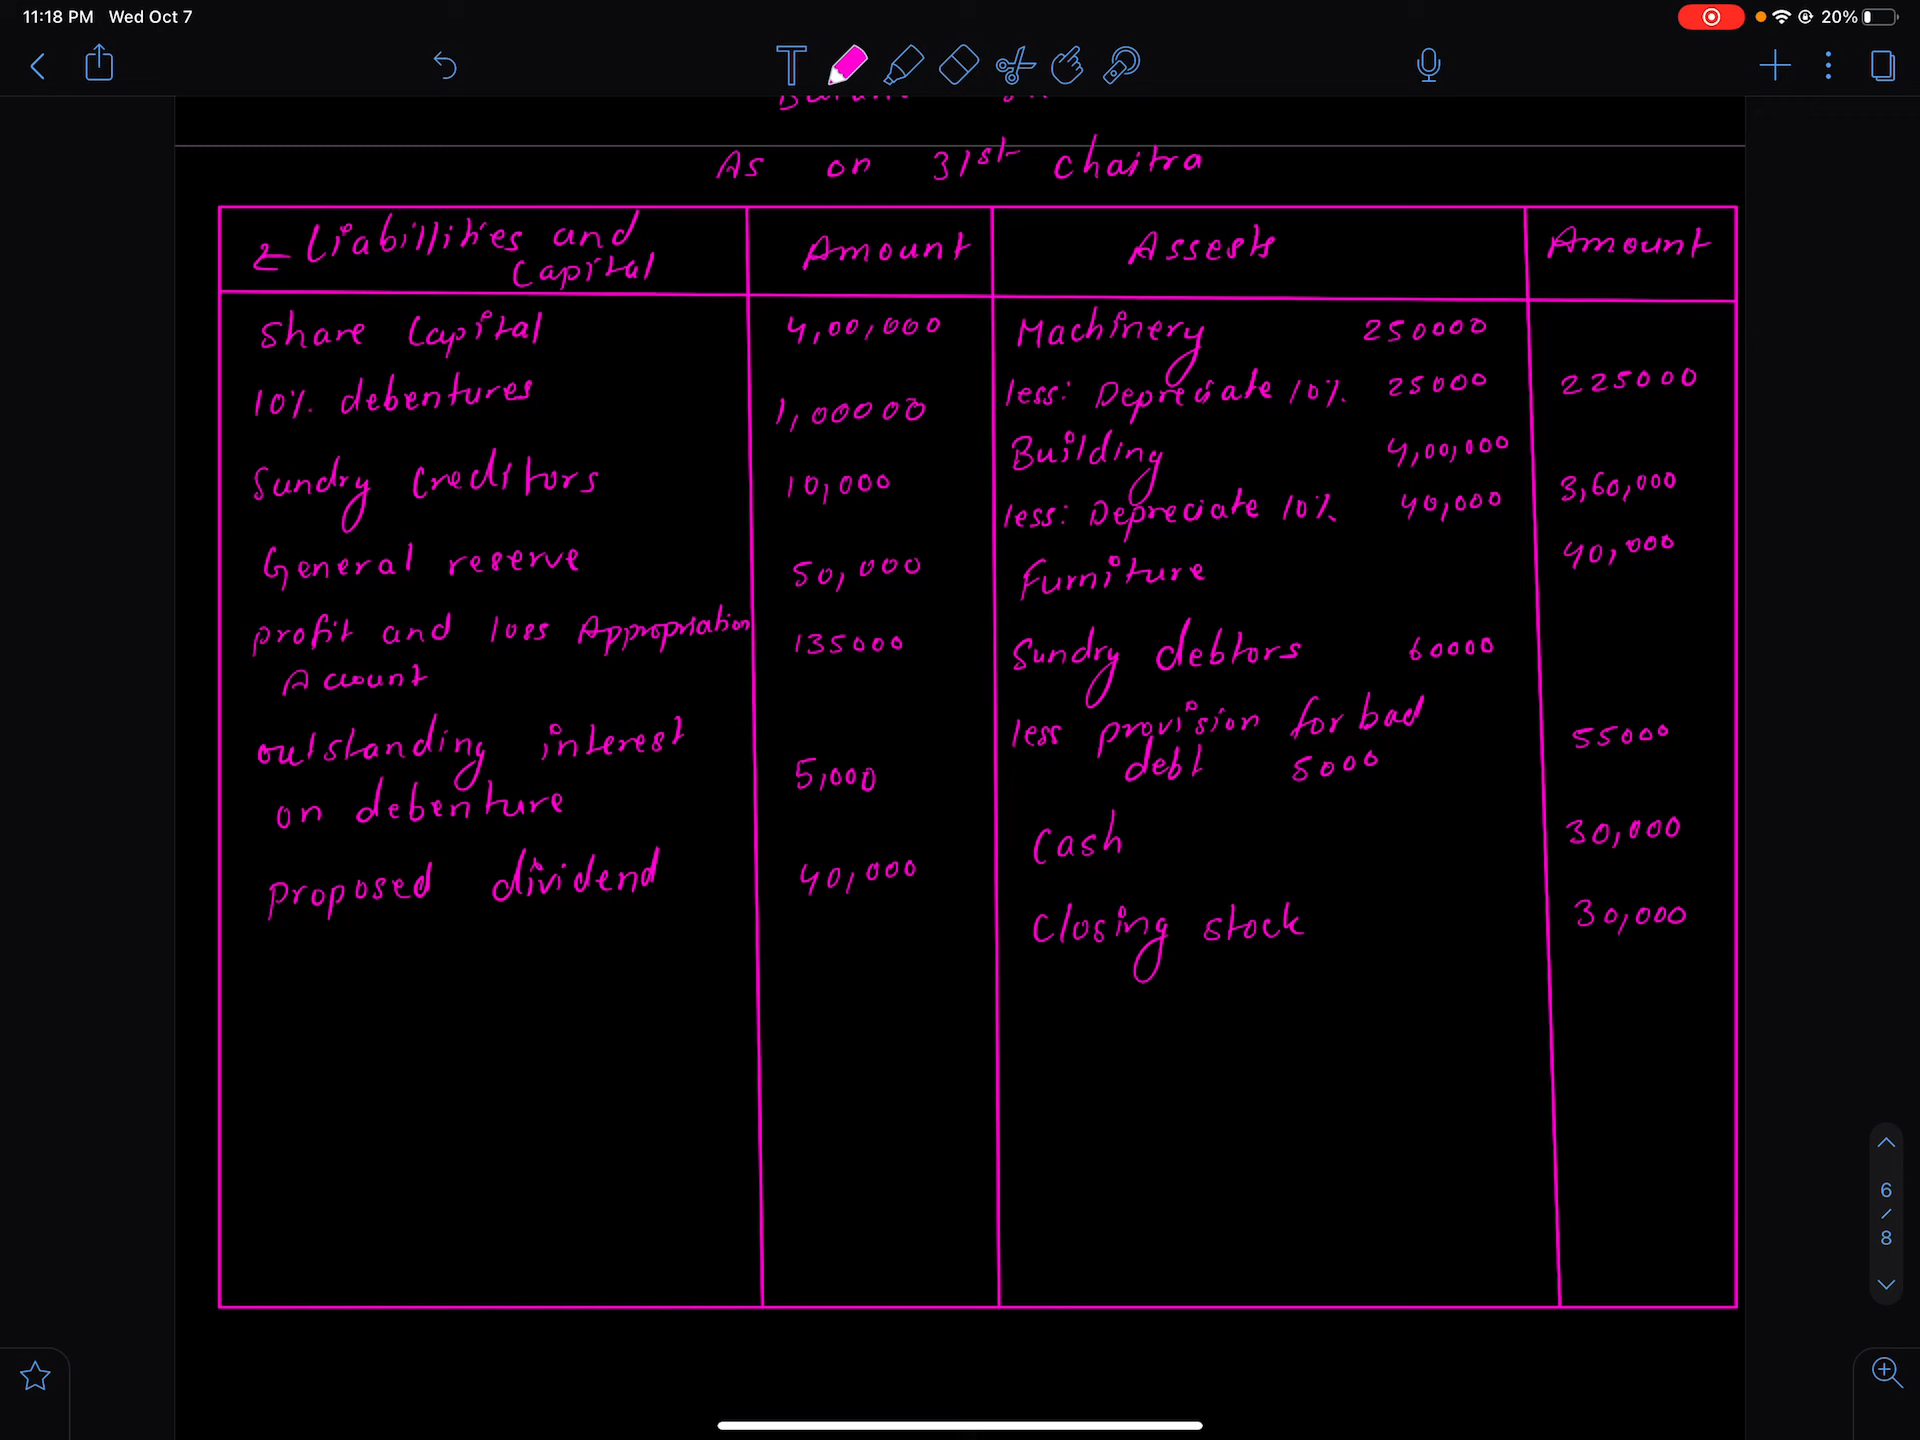 11:18 PM Wed Oct 7
20%
As on 31st chaitra
Liabillities and Capital
Amount
Assests
Amount
Share Capital 4,00,000
10% debentures 1,00000
Sundry Creditors 10,000
General reserve 50,000
profit and loss Appropriation 135000
Account
outstanding interest
on debenture 5,000
proposed dividend 40,000
Machinery 250000
less: Depreciate 10% 25000 225000
Building 4,00,000
less: Depreciate 10% 40,000 3,60,000
Furniture 40,000
Sundry debtors 60000
less provision for bad
debt 5000 55000
Cash 30,000
Closing stock 30,000
6
/
8